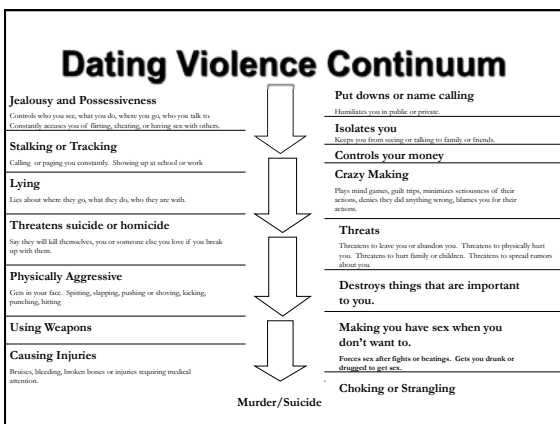 Dating Violence Continuum
Jealousy and Possessiveness
Controls who you see, what you do, where you go, who you talk to.
Constantly accuses you of flirting, cheating, or having sex with others.
Stalking or Tracking
Calling or paging you constantly. Showing up at school or work
Lying
Lies about where they go, what they do, who they are with.
Threatens suicide or homicide
Say they will kill themselves, you or someone else you love if you break
up with them.
Physically Aggressive
Gets in your face. Spitting, slapping, pushing or shoving, kicking,
punching, hitting
Using Weapons
Causing Injuries
Bruises, bleeding, broken bones or injuries requiring medical
attention.
Put downs or name calling
Humiliates you in public or private.
Isolates you
Keeps you from seeing or talking to family or friends.
Controls your money
Crazy Making
Plays mind games, guilt trips, minimizes seriousness of their
actions, denies they did anything wrong, blames you for their
actions.
Threats
Threatens to leave you or abandon you. Threatens to physically hurt
you. Threatens to hurt family or children. Threatens to spread rumors
about you.
Destroys things that are important
to you.
Making you have sex when you
don't want to.
Forces sex after fights or beatings. Gets you drunk or
drugged to get sex.
Choking or Strangling
Murder/Suicide